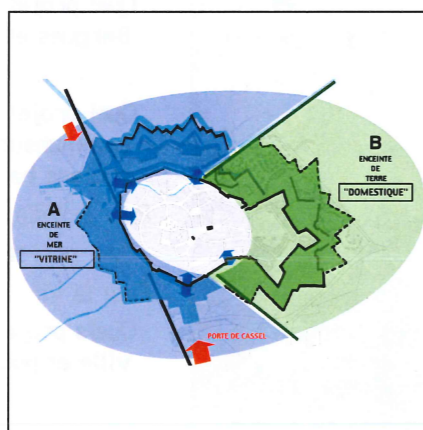 A
ENCEINTE
DE
MER
"VITRINE"
B
ENCEINTE
DE
TERRE
"DOMESTIQUE"
PORTE DE CASSEL